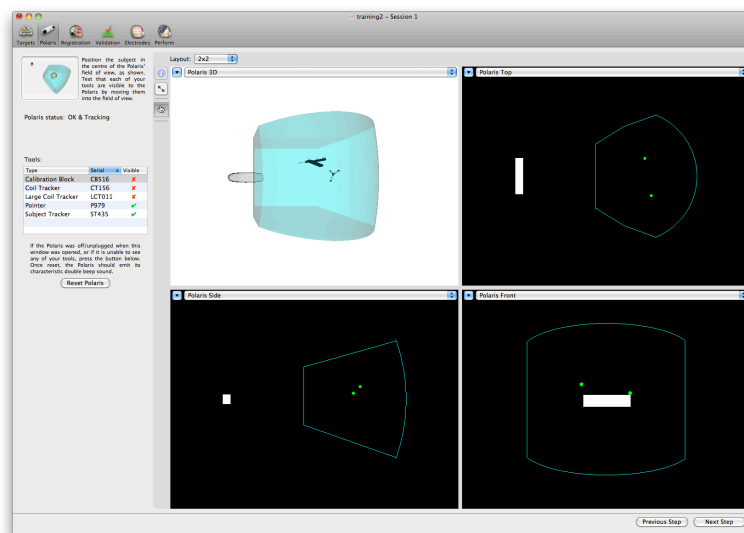 training2 – Session 1
Targets Polaris Registration Validation Electrodes Perform
Position the subject in
the centre of the Polaris'
field of view, as shown.
Test that each of your
tools are visible to the
Polaris by moving them
into the field of view.
Polaris status: OK & Tracking
Tools:
Type Serial Visible
Calibration Block CB516 ✗
Coil Tracker CT156 ✗
Large Coil Tracker LCT011 ✗
Pointer P979 ✓
Subject Tracker ST435 ✓
If the Polaris was off/unplugged when this
window was opened, or if it is unable to see
any of your tools, press the button below.
Once reset, the Polaris should emit its
characteristic double beep sound.
Reset Polaris
Layout: 2x2
Polaris 3D
Polaris Top
Polaris Side
Polaris Front
Previous Step Next Step